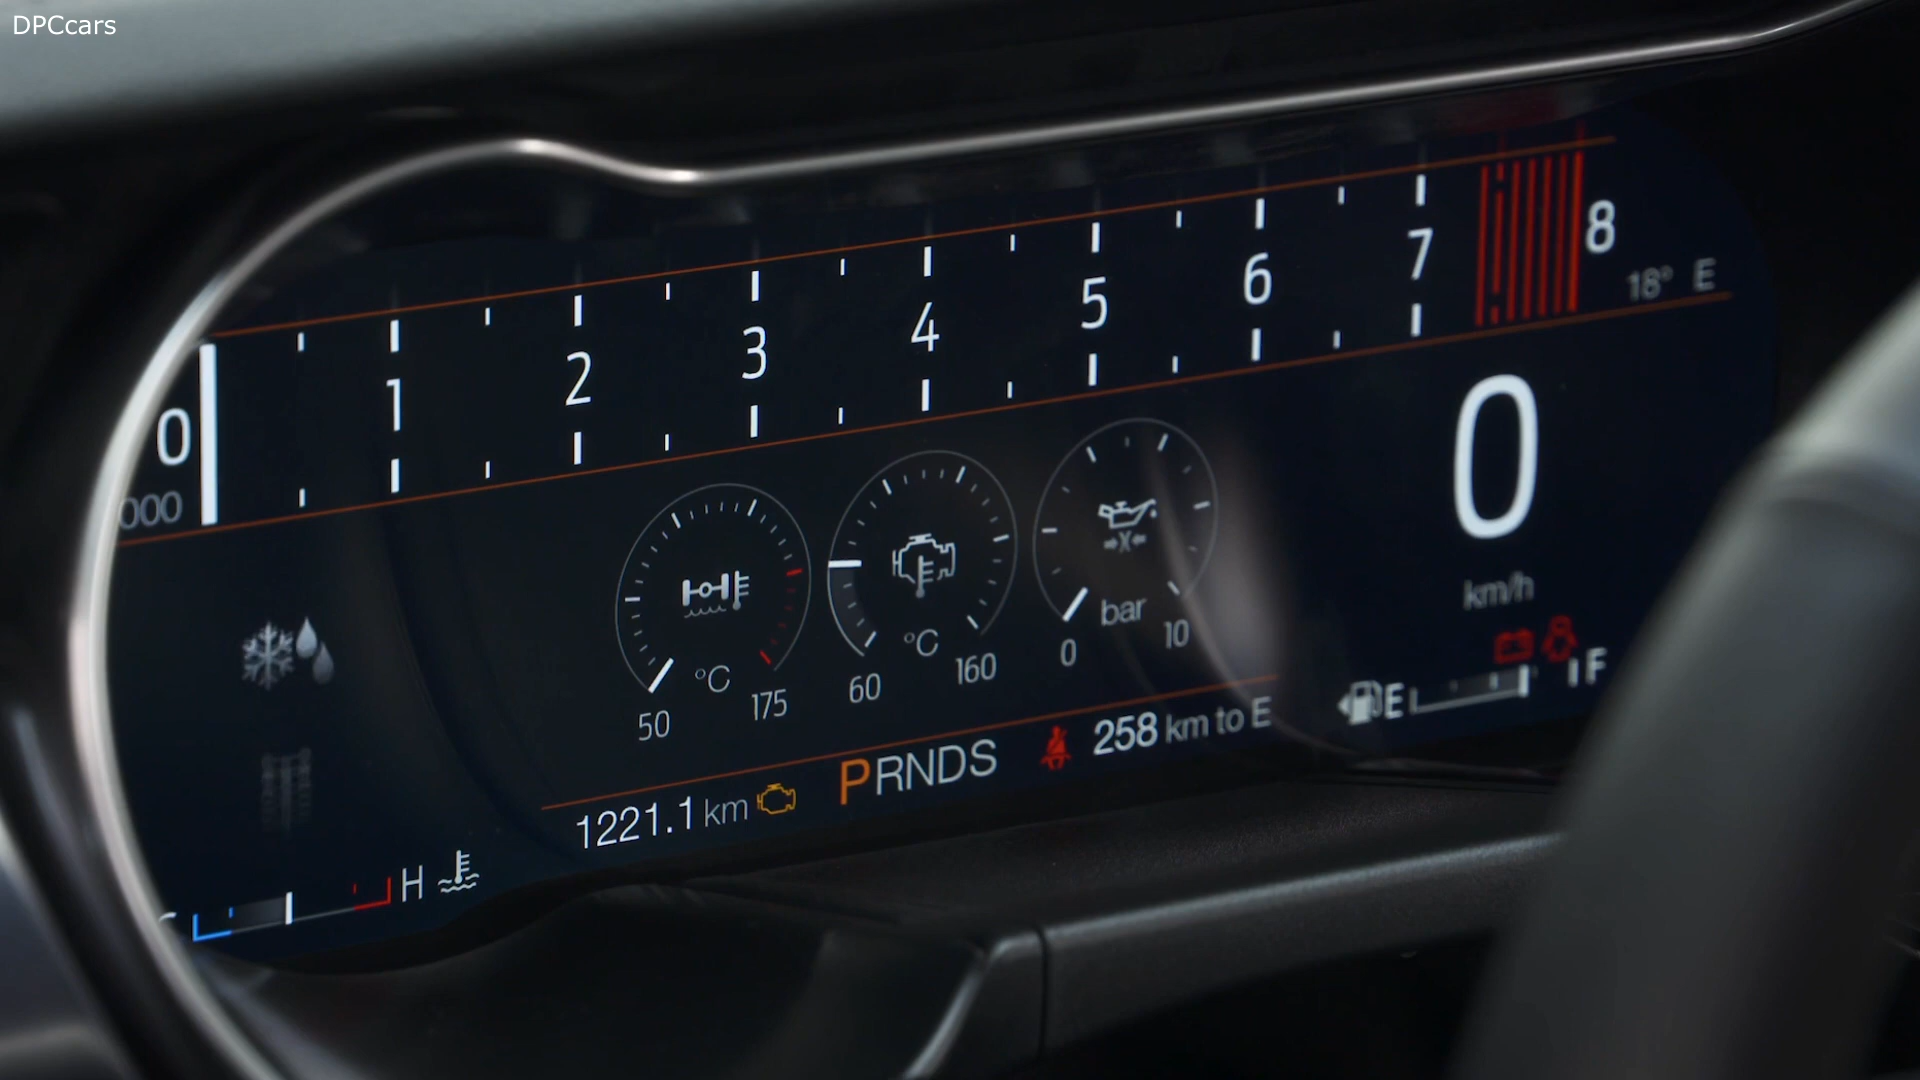 DPCcars
0 1 2 3 4 5 6 7 8
000
18° E
0
km/h
°C
50 175
°C
60 160
bar
0 10
E F
1221.1 km
PRNDS
258 km to E
H